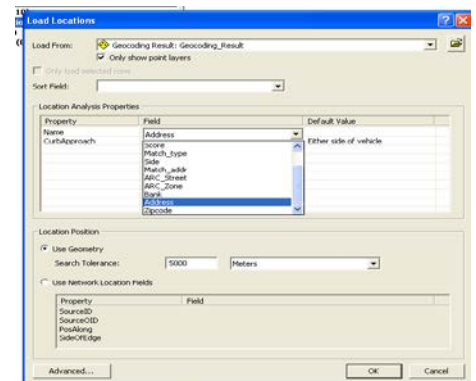 Load Locations
Load From: Geocoding Result: Geocoding_Result
Only show point layers
Only load selected rows
Sort Field:
Location Analysis Properties
Property Field Default Value
Name Address
CurbApproach Either side of vehicle
Score
Match_type
Side
Match_addr
ARC_Street
ARC_Zone
Bank
Address
Zipcode
Location Position
Use Geometry
Search Tolerance: 5000 Meters
Use Network Location Fields
Property Field
SourceID
SourceOID
PosAlong
SideOfEdge
Advanced... OK Cancel